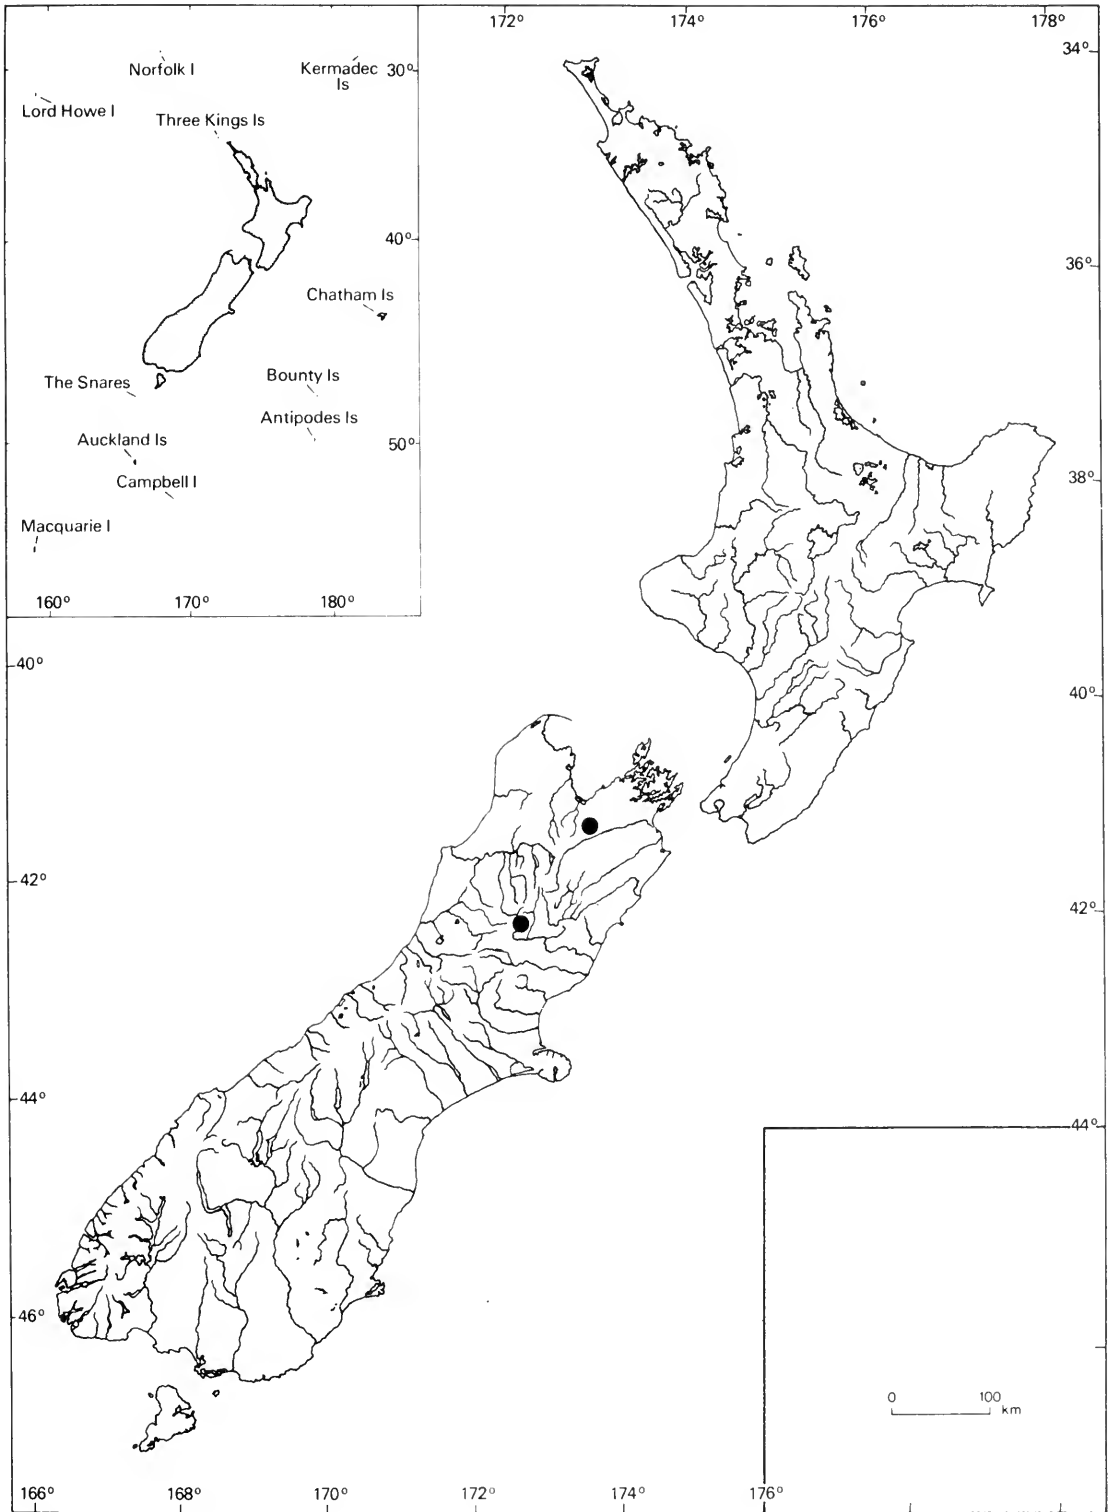 172°
174°
176°
178°
34°
Norfolk I
Kermadec
Is
30°
Lord Howe I
Three Kings Is
40°
36°
Chatham Is
The Snares
Bounty Is
Antipodes Is
Auckland Is
50°
Campbell I
38°
Macquarie I
160°
170°
180°
40°
40°
42°
42°
44°
44°
46°
0
100
km
166°
168°
170°
172°
174°
176°